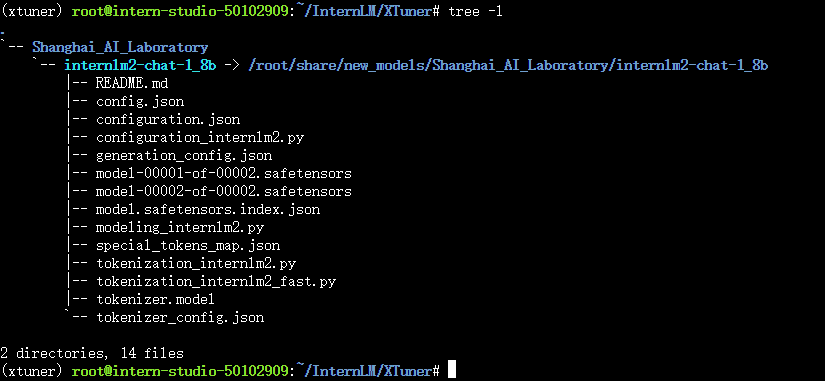 (xtuner) root@intern-studio-50102909:~/InternLM/XTuner# tree -l
.
`-- Shanghai_AI_Laboratory
    `-- internlm2-chat-1_8b -> /root/share/new_models/Shanghai_AI_Laboratory/internlm2-chat-1_8b
        |-- README.md
        |-- config.json
        |-- configuration.json
        |-- configuration_internlm2.py
        |-- generation_config.json
        |-- model-00001-of-00002.safetensors
        |-- model-00002-of-00002.safetensors
        |-- model.safetensors.index.json
        |-- modeling_internlm2.py
        |-- special_tokens_map.json
        |-- tokenization_internlm2.py
        |-- tokenization_internlm2_fast.py
        |-- tokenizer.model
        `-- tokenizer_config.json
2 directories, 14 files
(xtuner) root@intern-studio-50102909:~/InternLM/XTuner#